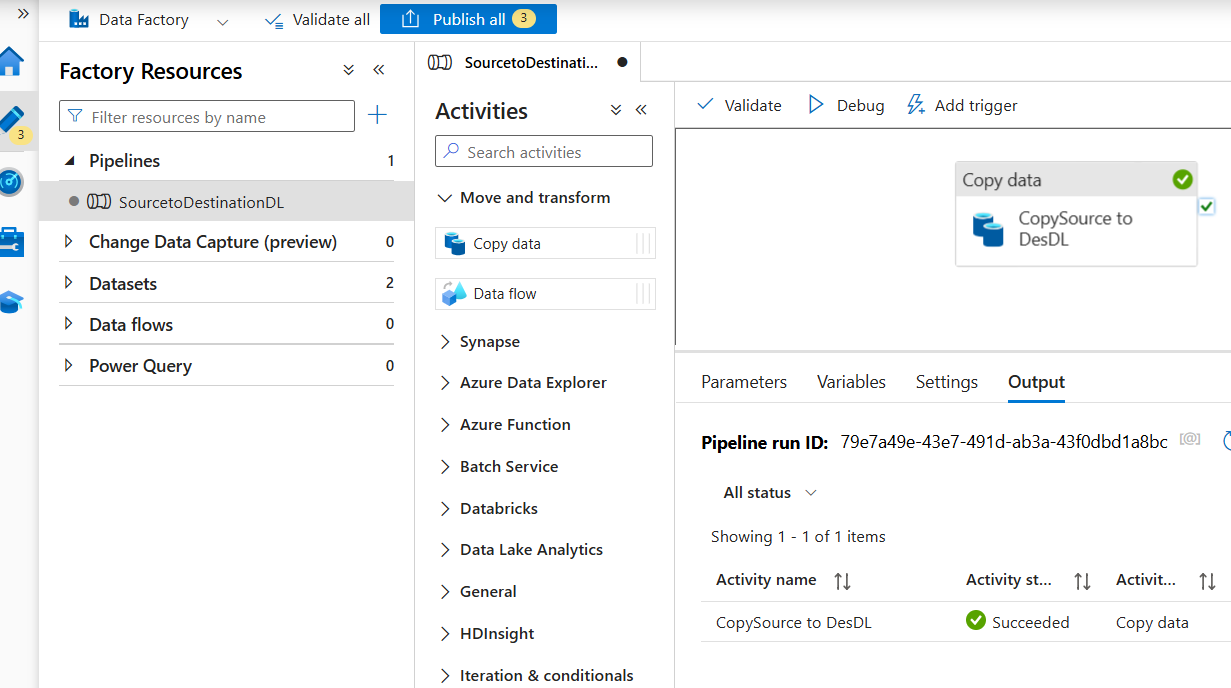 Data Factory
Validate all
Publish all 3
3
Factory Resources
Filter resources by name
Pipelines 1
SourcetoDestinationDL
Change Data Capture (preview) 0
Datasets 2
Data flows 0
Power Query 0
SourcetoDestinati...
Activities
Search activities
Move and transform
Copy data
Data flow
Synapse
Azure Data Explorer
Azure Function
Batch Service
Databricks
Data Lake Analytics
General
HDInsight
Iteration & conditionals
Validate Debug Add trigger
Copy data
CopySource to
DesDL
Parameters Variables Settings Output
Pipeline run ID: 79e7a49e-43e7-491d-ab3a-43f0dbd1a8bc
All status
Showing 1 - 1 of 1 items
Activity name Activity st... Activit...
CopySource to DesDL Succeeded Copy data